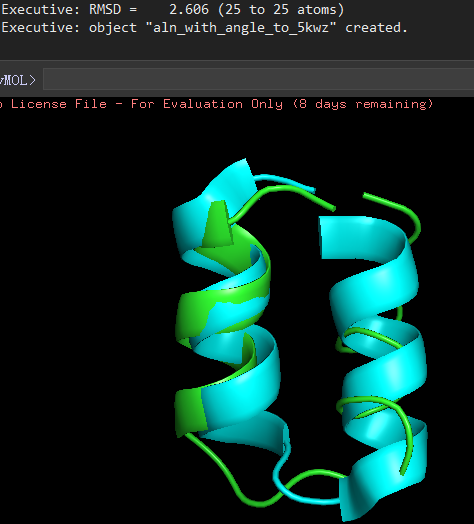 Executive: RMSD =    2.606 (25 to 25 atoms)
Executive: object "aln_with_angle_to_5kwz" created.
yMOL>
o License File - For Evaluation Only (8 days remaining)